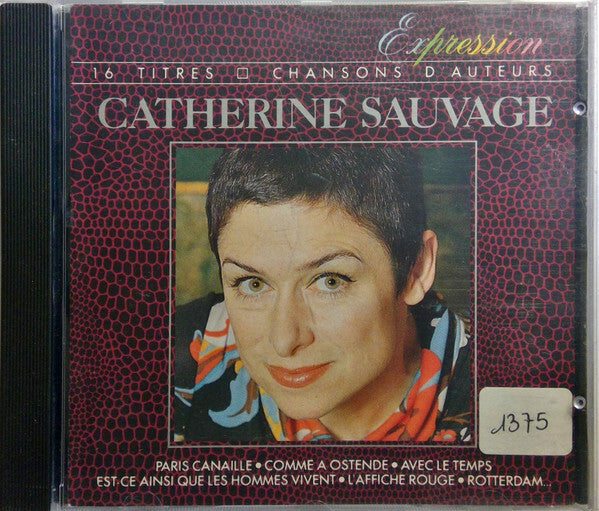 Expression
16 TITRES □ CHANSONS D'AUTEURS
CATHERINE SAUVAGE
1375
PARIS CANAILLE • COMME A OSTENDE • AVEC LE TEMPS
EST-CE AINSI QUE LES HOMMES VIVENT • L'AFFICHE ROUGE • ROTTERDAM...